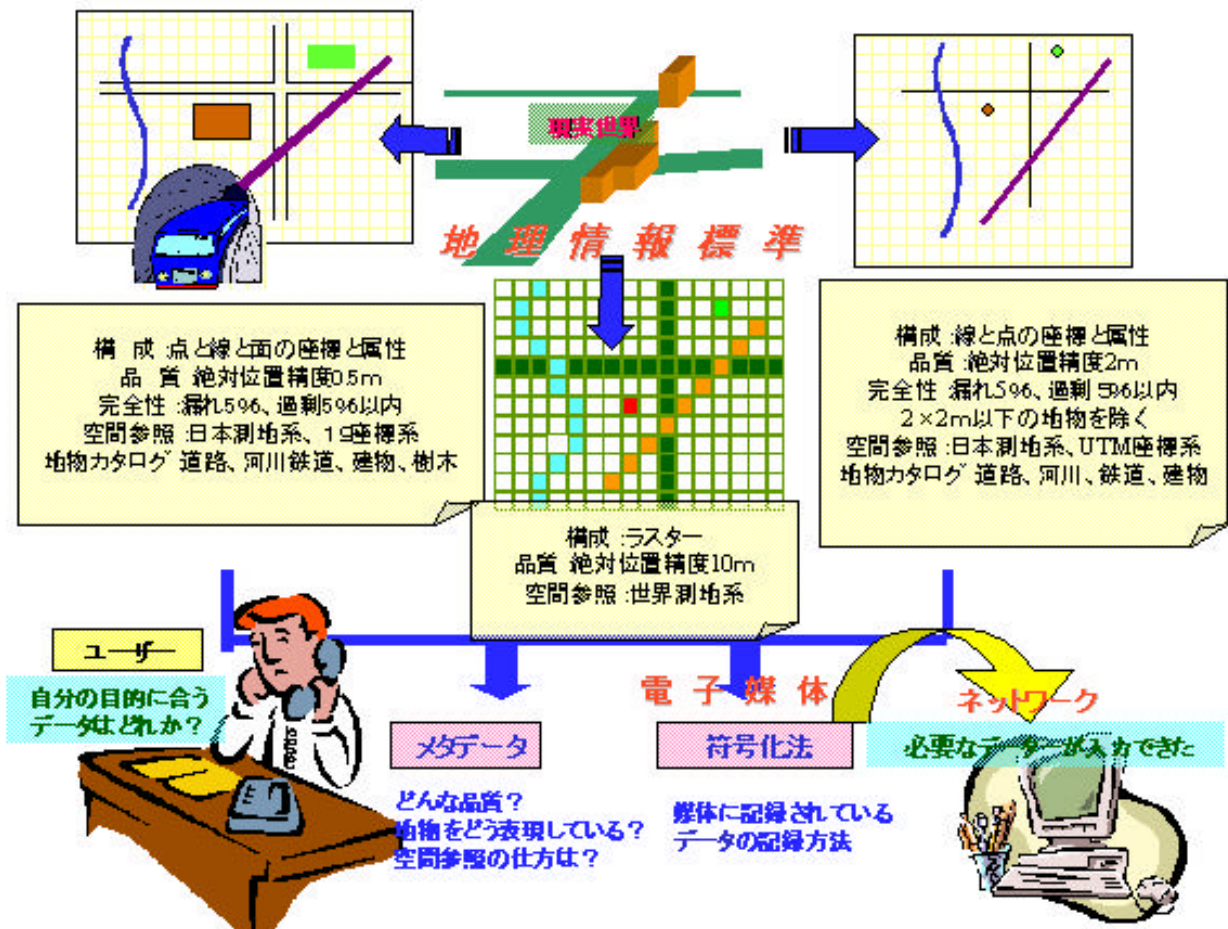 現実世界
地理情報標準
構 成 :点と線と面の座標と属性
品 質 :絶対位置精度0.5m
完全性 :漏れ5%、過剰5%以内
空間参照 :日本測地系、19座標系
地物カタログ 道路、河川鉄道、建物、樹木
構成 :線と点の座標と属性
品質 :絶対位置精度2m
完全性 :漏れ5%、過剰5%以内
2×2m以下の地物を除く
空間参照 :日本測地系、UTM座標系
地物カタログ 道路、河川、鉄道、建物
構成 :ラスター
品質 絶対位置精度10m
空間参照 :世界測地系
ユーザー
自分の目的に合う
データはどれか?
電子媒体
ネットワーク
メタデータ
符号化法
必要なデーターが入力できた
どんな品質?
地物をどう表現している?
空間参照の仕方は?
媒体に記録されている
データの記録方法